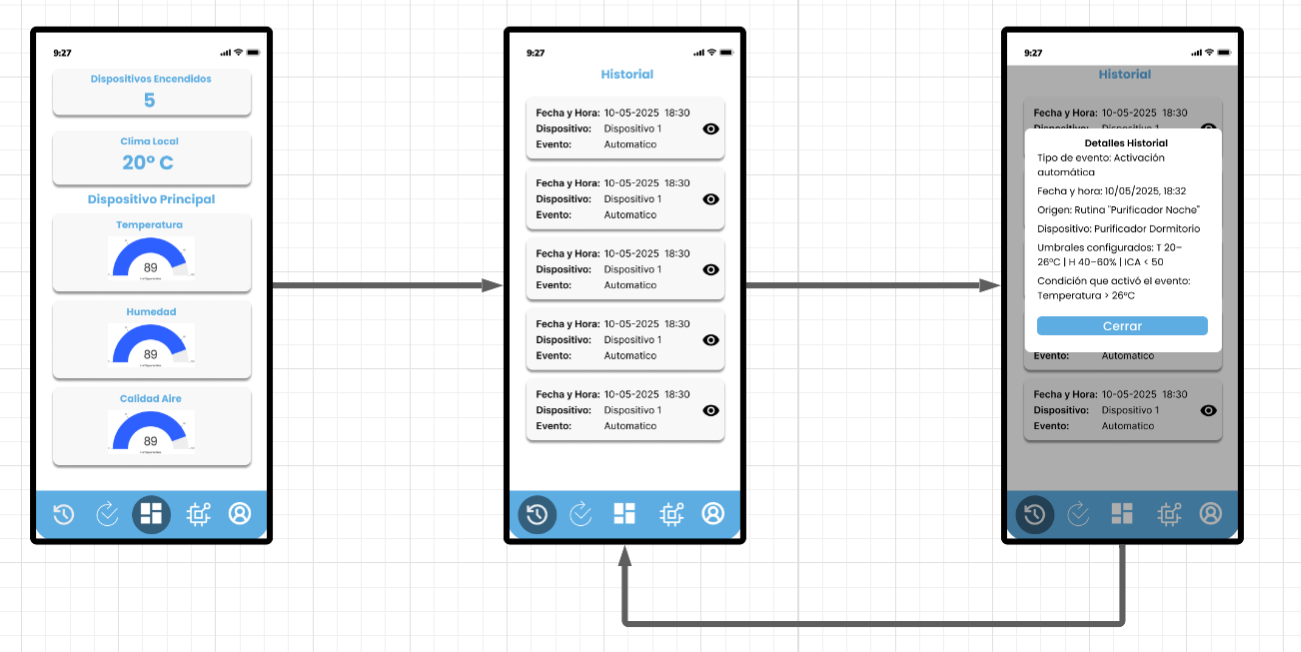 9:27
Dispositivos Encendidos
5
Clima Local
20° C
Dispositivo Principal
Temperatura
89
Humedad
89
Calidad Aire
89
9:27
Historial
Fecha y Hora: 10-05-2025 18:30
Dispositivo: Dispositivo 1
Evento: Automatico
Fecha y Hora: 10-05-2025 18:30
Dispositivo: Dispositivo 1
Evento: Automatico
Fecha y Hora: 10-05-2025 18:30
Dispositivo: Dispositivo 1
Evento: Automatico
Fecha y Hora: 10-05-2025 18:30
Dispositivo: Dispositivo 1
Evento: Automatico
Fecha y Hora: 10-05-2025 18:30
Dispositivo: Dispositivo 1
Evento: Automatico
9:27
Historial
Fecha y Hora: 10-05-2025 18:30
Dispositivo: Dispositivo 1
Detalles Historial
Tipo de evento: Activación
automática
Fecha y hora: 10/05/2025, 18:32
Origen: Rutina "Purificador Noche"
Dispositivo: Purificador Dormitorio
Umbrales configurados: T 20–
26°C | H 40–60% | ICA < 50
Condición que activó el evento:
Temperatura > 26°C
Cerrar
Evento: Automatico
Fecha y Hora: 10-05-2025 18:30
Dispositivo: Dispositivo 1
Evento: Automatico